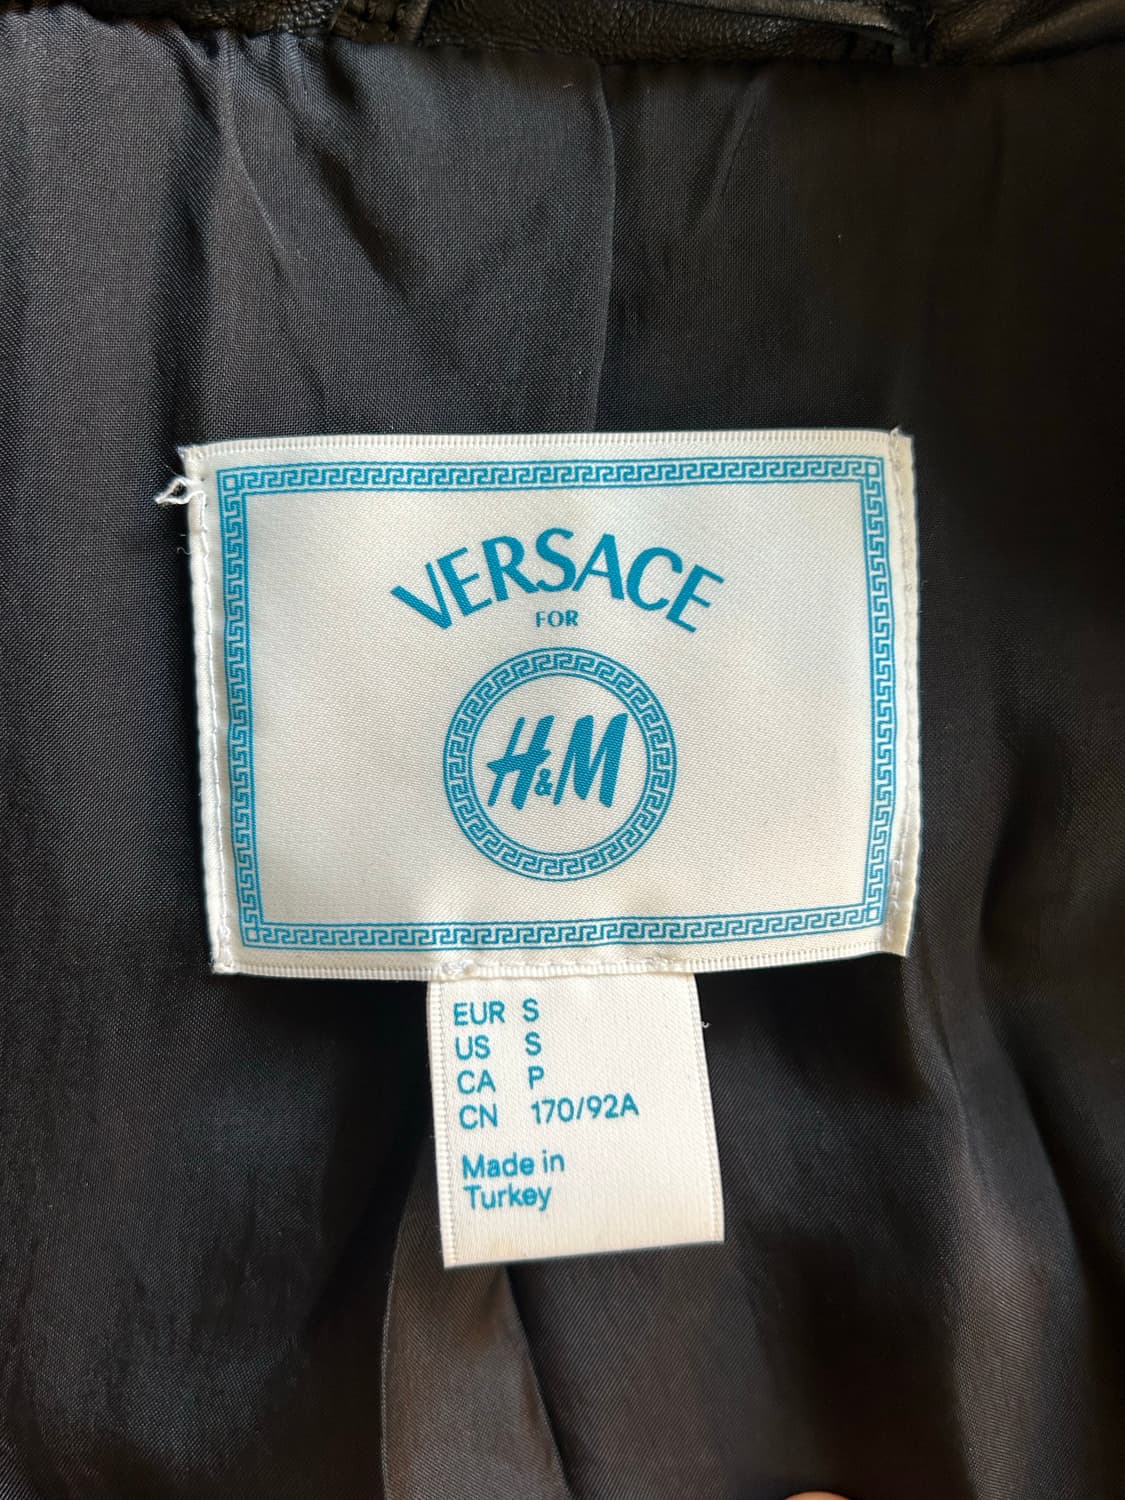 VERSACE
FOR
H&M
EUR S
US S
CA P
CN 170/92A
Made in
Turkey